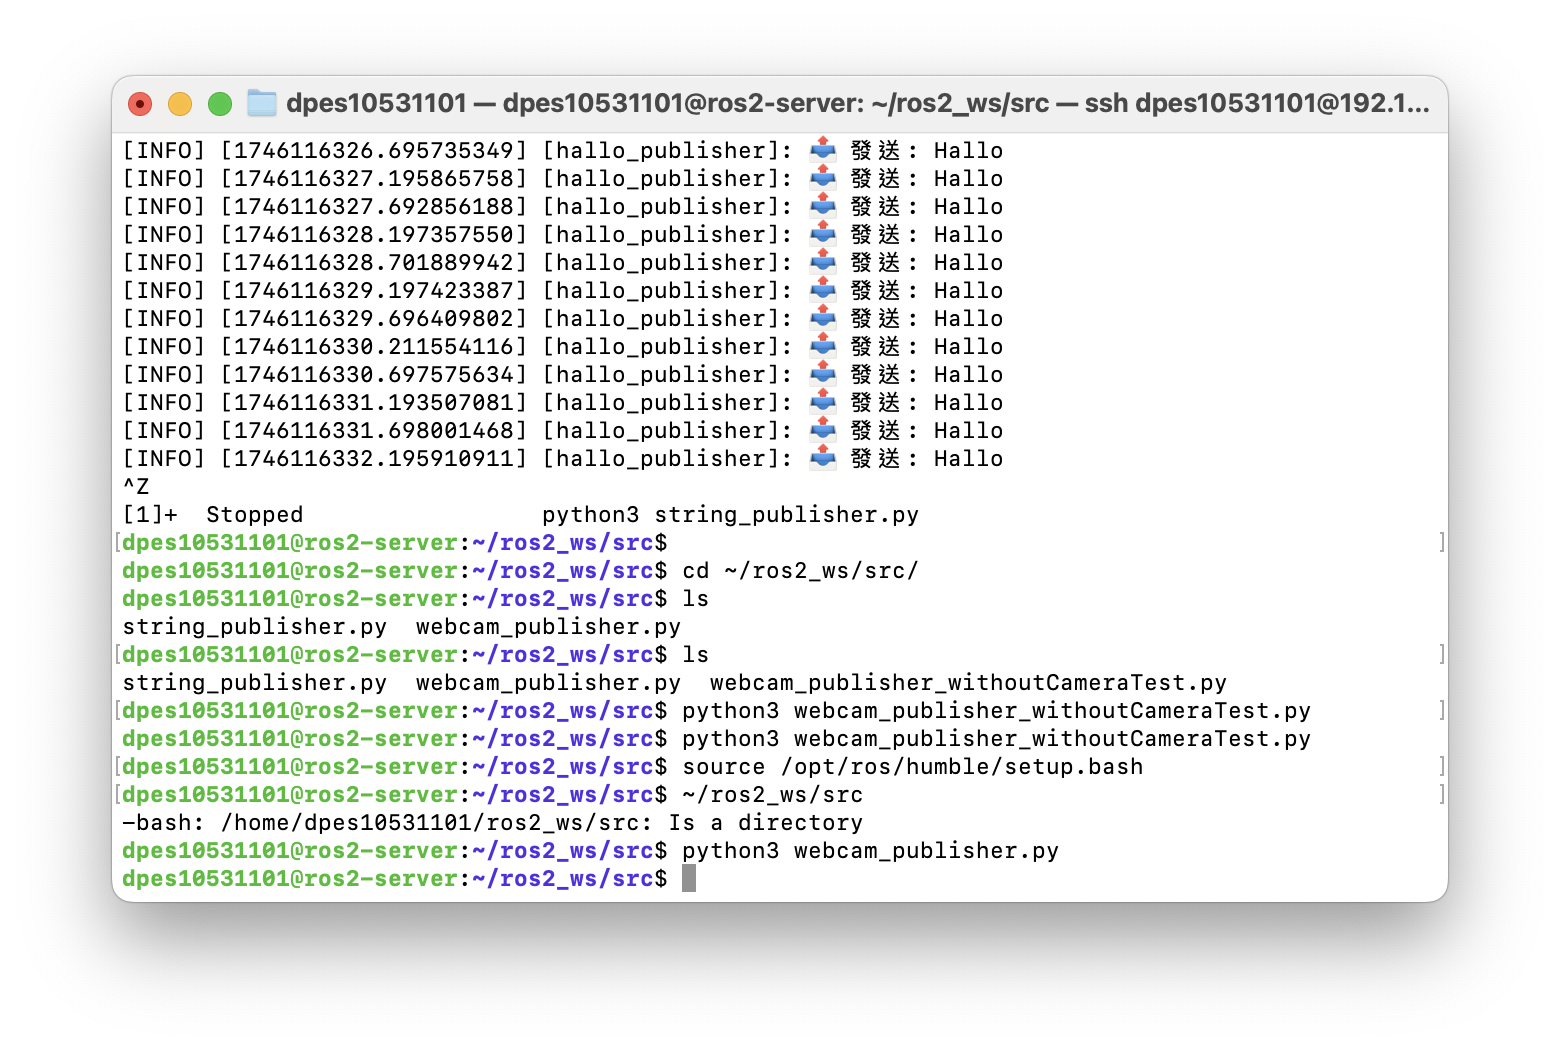 dpes10531101 — dpes10531101@ros2-server: ~/ros2_ws/src — ssh dpes10531101@192.1...
[INFO] [1746116326.695735349] [hallo_publisher]: 📤 發送: Hallo
[INFO] [1746116327.195865758] [hallo_publisher]: 📤 發送: Hallo
[INFO] [1746116327.692856188] [hallo_publisher]: 📤 發送: Hallo
[INFO] [1746116328.197357550] [hallo_publisher]: 📤 發送: Hallo
[INFO] [1746116328.701889942] [hallo_publisher]: 📤 發送: Hallo
[INFO] [1746116329.197423387] [hallo_publisher]: 📤 發送: Hallo
[INFO] [1746116329.696409802] [hallo_publisher]: 📤 發送: Hallo
[INFO] [1746116330.211554116] [hallo_publisher]: 📤 發送: Hallo
[INFO] [1746116330.697575634] [hallo_publisher]: 📤 發送: Hallo
[INFO] [1746116331.193507081] [hallo_publisher]: 📤 發送: Hallo
[INFO] [1746116331.698001468] [hallo_publisher]: 📤 發送: Hallo
[INFO] [1746116332.195910911] [hallo_publisher]: 📤 發送: Hallo
^Z
[1]+  Stopped                 python3 string_publisher.py
[dpes10531101@ros2-server:~/ros2_ws/src$ ]
dpes10531101@ros2-server:~/ros2_ws/src$ cd ~/ros2_ws/src/
dpes10531101@ros2-server:~/ros2_ws/src$ ls
string_publisher.py  webcam_publisher.py
[dpes10531101@ros2-server:~/ros2_ws/src$ ls ]
string_publisher.py  webcam_publisher.py  webcam_publisher_withoutCameraTest.py
[dpes10531101@ros2-server:~/ros2_ws/src$ python3 webcam_publisher_withoutCameraTest.py ]
dpes10531101@ros2-server:~/ros2_ws/src$ python3 webcam_publisher_withoutCameraTest.py
[dpes10531101@ros2-server:~/ros2_ws/src$ source /opt/ros/humble/setup.bash ]
[dpes10531101@ros2-server:~/ros2_ws/src$ ~/ros2_ws/src ]
-bash: /home/dpes10531101/ros2_ws/src: Is a directory
dpes10531101@ros2-server:~/ros2_ws/src$ python3 webcam_publisher.py
dpes10531101@ros2-server:~/ros2_ws/src$